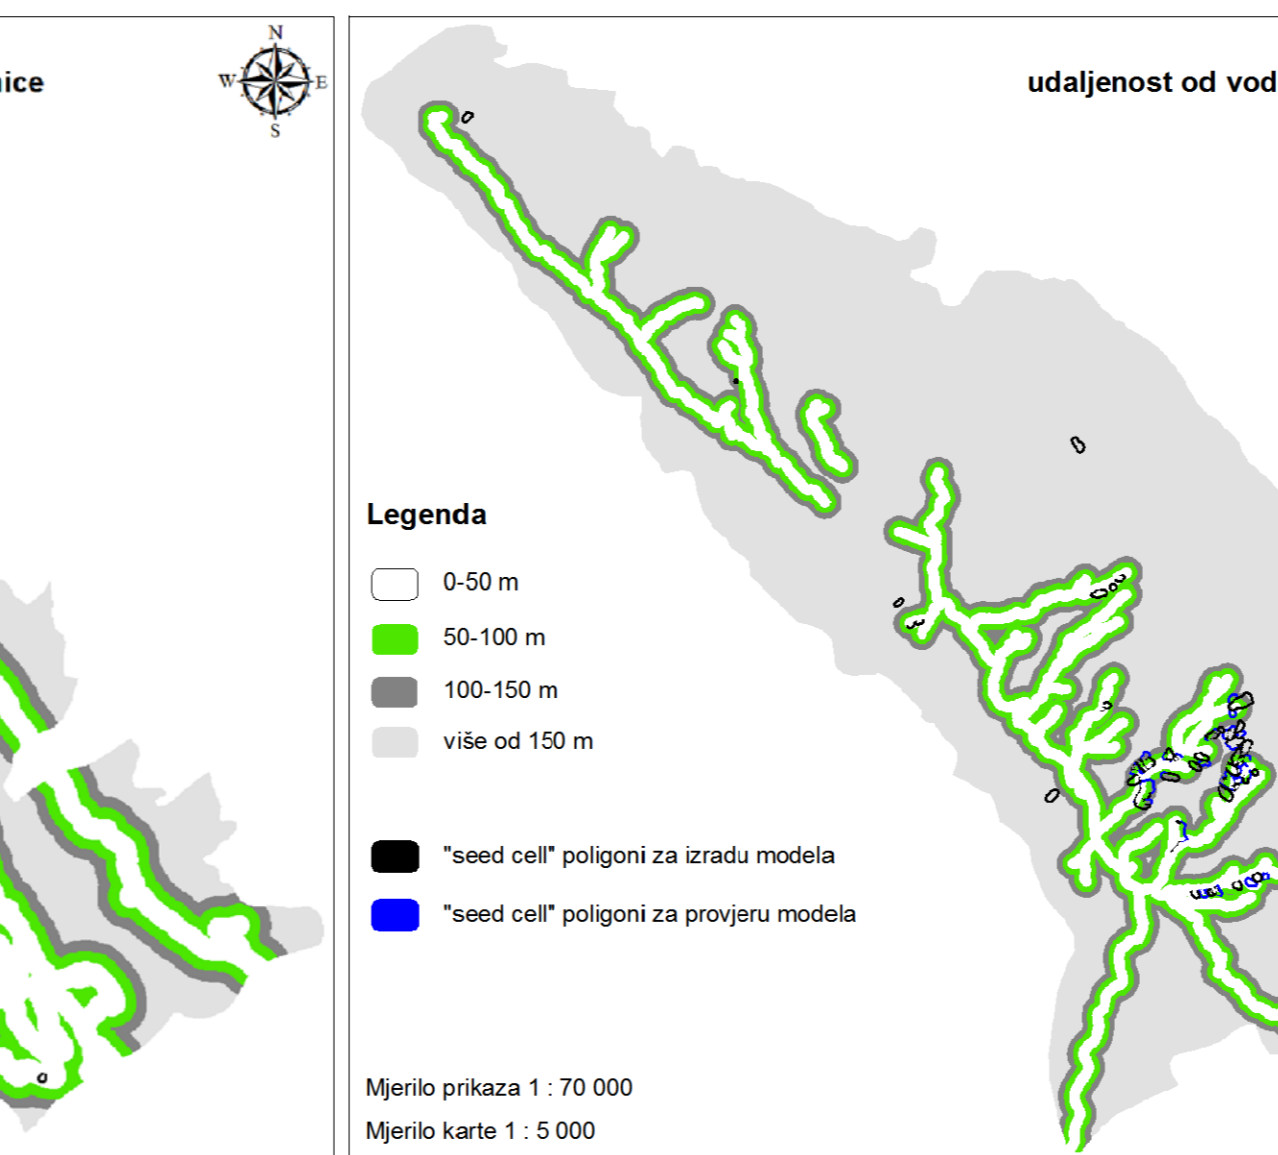 N
W E
S
udaljenost od vod
Legenda
0-50 m
50-100 m
100-150 m
više od 150 m
"seed cell" poligoni za izradu modela
"seed cell" poligoni za provjeru modela
Mjerilo prikaza 1 : 70 000
Mjerilo karte 1 : 5 000